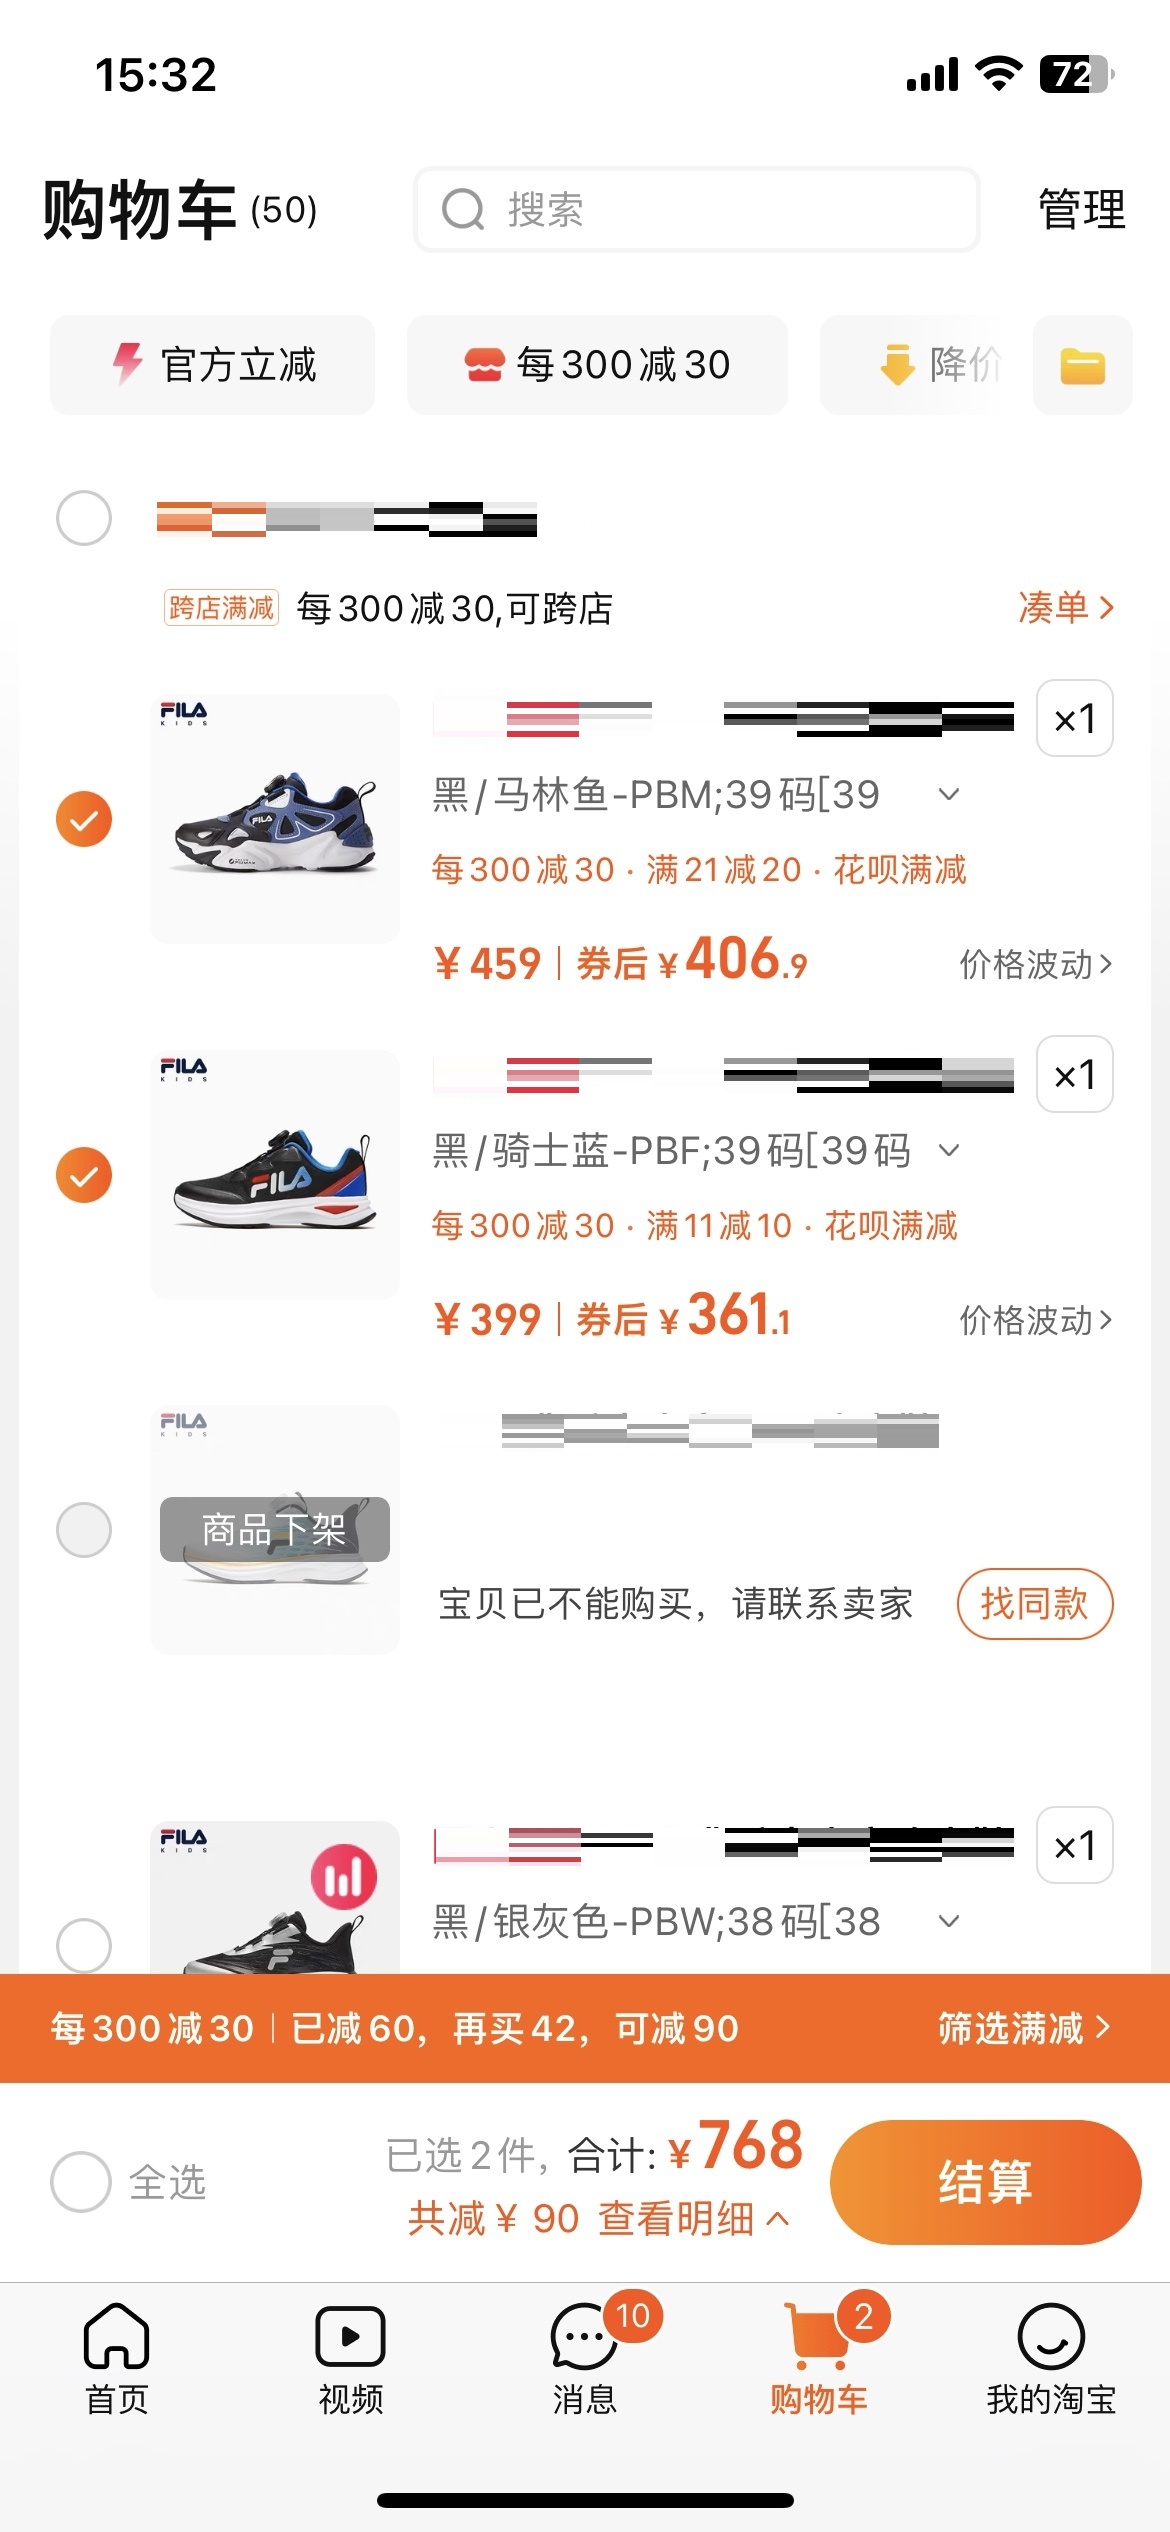 15:32
72
购物车(50)
搜索
管理
官方立减
每300减30
降价
跨店满减 每300减30,可跨店
凑单
FILA
KIDS
×1
黑/马林鱼-PBM;39码[39
FILA
每300减30 · 满21减20 · 花呗满减
¥459 券后 ¥406.9
价格波动
FILA
KIDS
×1
黑/骑士蓝-PBF;39码[39码
FILA
每300减30 · 满11减10 · 花呗满减
¥399 券后 ¥361.1
价格波动
FILA
KIDS
商品下架
宝贝已不能购买，请联系卖家
找同款
FILA
KIDS
×1
黑/银灰色-PBW;38码[38
每300减30 已减60，再买42，可减90
筛选满减
全选
已选2件，合计: ¥768
共减 ¥ 90 查看明细
结算
10
2
首页
视频
消息
购物车
我的淘宝